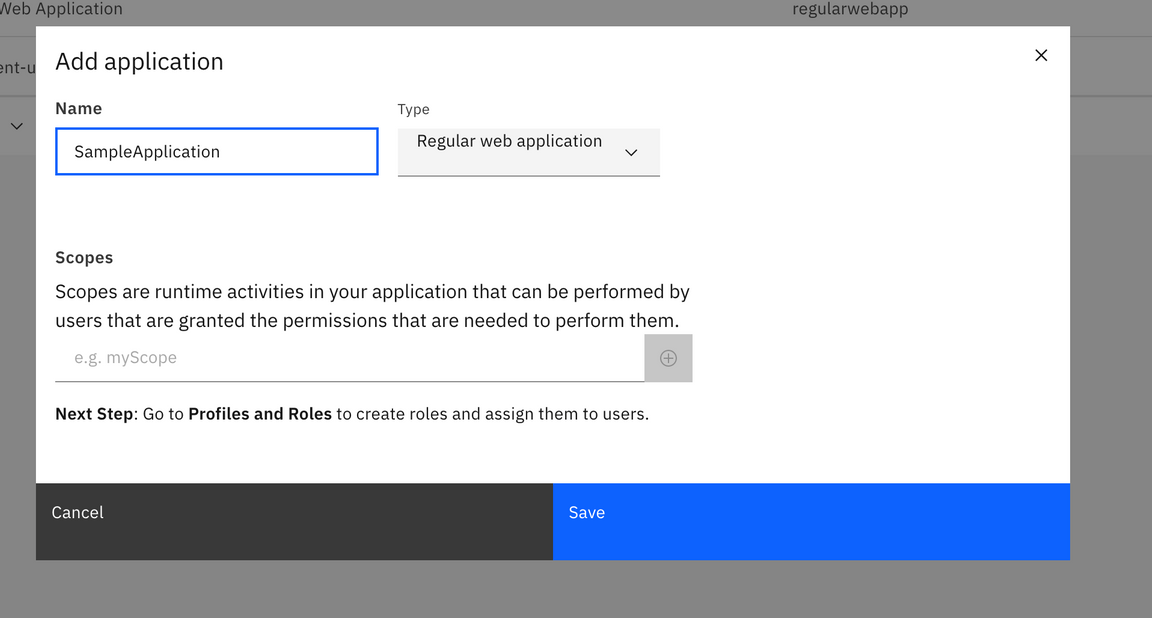 Web Application
regularwebapp
Add application
ent-u
Name
Type
SampleApplication
Regular web application
Scopes
Scopes are runtime activities in your application that can be performed by
users that are granted the permissions that are needed to perform them.
e.g. myScope
Next Step: Go to Profiles and Roles to create roles and assign them to users.
Cancel
Save